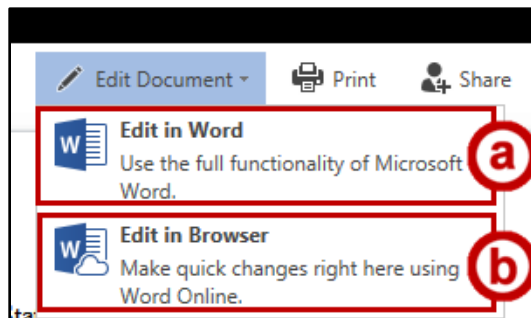 Edit Document Print Share
Edit in Word
Use the full functionality of Microsoft
Word.
a
Edit in Browser
Make quick changes right here using
Word Online.
b